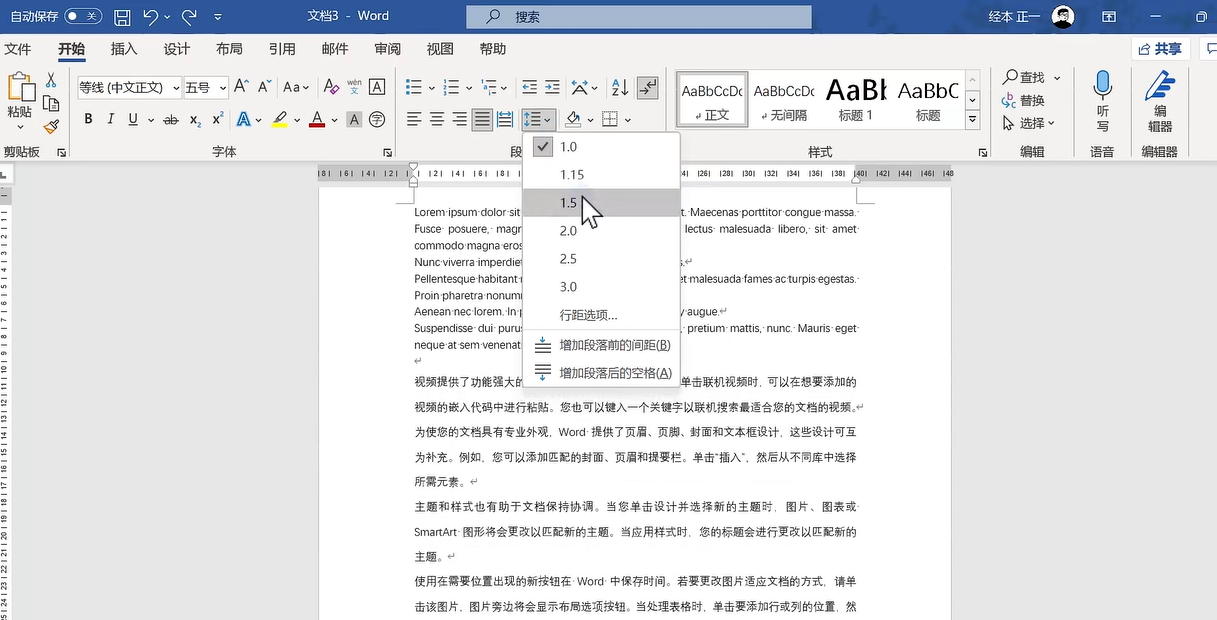 自动保存 关 文档3 - Word 搜索 经本 正一
文件 开始 插入 设计 布局 引用 邮件 审阅 视图 帮助 共享
粘贴 等线 (中文正文) 五号 A A Aa wén 文 A
B I U ab x₂ x² A A A 字
剪贴板 字体 段
AaBbCcDc AaBbCcDc AaBl AaBbC
↲ 正文 ↲ 无间隔 标题 1 标题
样式
查找
替换
选择
编辑
听写
语音
编辑器
编辑器
1.0
1.15
1.5
2.0
2.5
3.0
行距选项...
增加段落前的间距(B)
增加段落后的空格(A)
Lorem ipsum dolor sit t. Maecenas porttitor congue massa.
Fusce posuere, magn lectus malesuada libero, sit amet
commodo magna eros
Nunc viverra imperdiet s.↵
Pellentesque habitant et malesuada fames ac turpis egestas.
Proin pharetra nonumm
Aenean nec lorem. In p y augue.↵
Suspendisse dui purus , pretium mattis, nunc. Mauris eget
neque at sem venenat
↵
视频提供了功能强大的 单击联机视频时，可以在想要添加的
视频的嵌入代码中进行粘贴。您也可以键入一个关键字以联机搜索最适合您的文档的视频。↵
为使您的文档具有专业外观，Word 提供了页眉、页脚、封面和文本框设计，这些设计可互
为补充。例如，您可以添加匹配的封面、页眉和提要栏。单击“插入”，然后从不同库中选择
所需元素。↵
主题和样式也有助于文档保持协调。当您单击设计并选择新的主题时，图片、图表或
SmartArt 图形将会更改以匹配新的主题。当应用样式时，您的标题会进行更改以匹配新的
主题。↵
使用在需要位置出现的新按钮在 Word 中保存时间。若要更改图片适应文档的方式，请单
击该图片，图片旁边将会显示布局选项按钮。当处理表格时，单击要添加行或列的位置，然